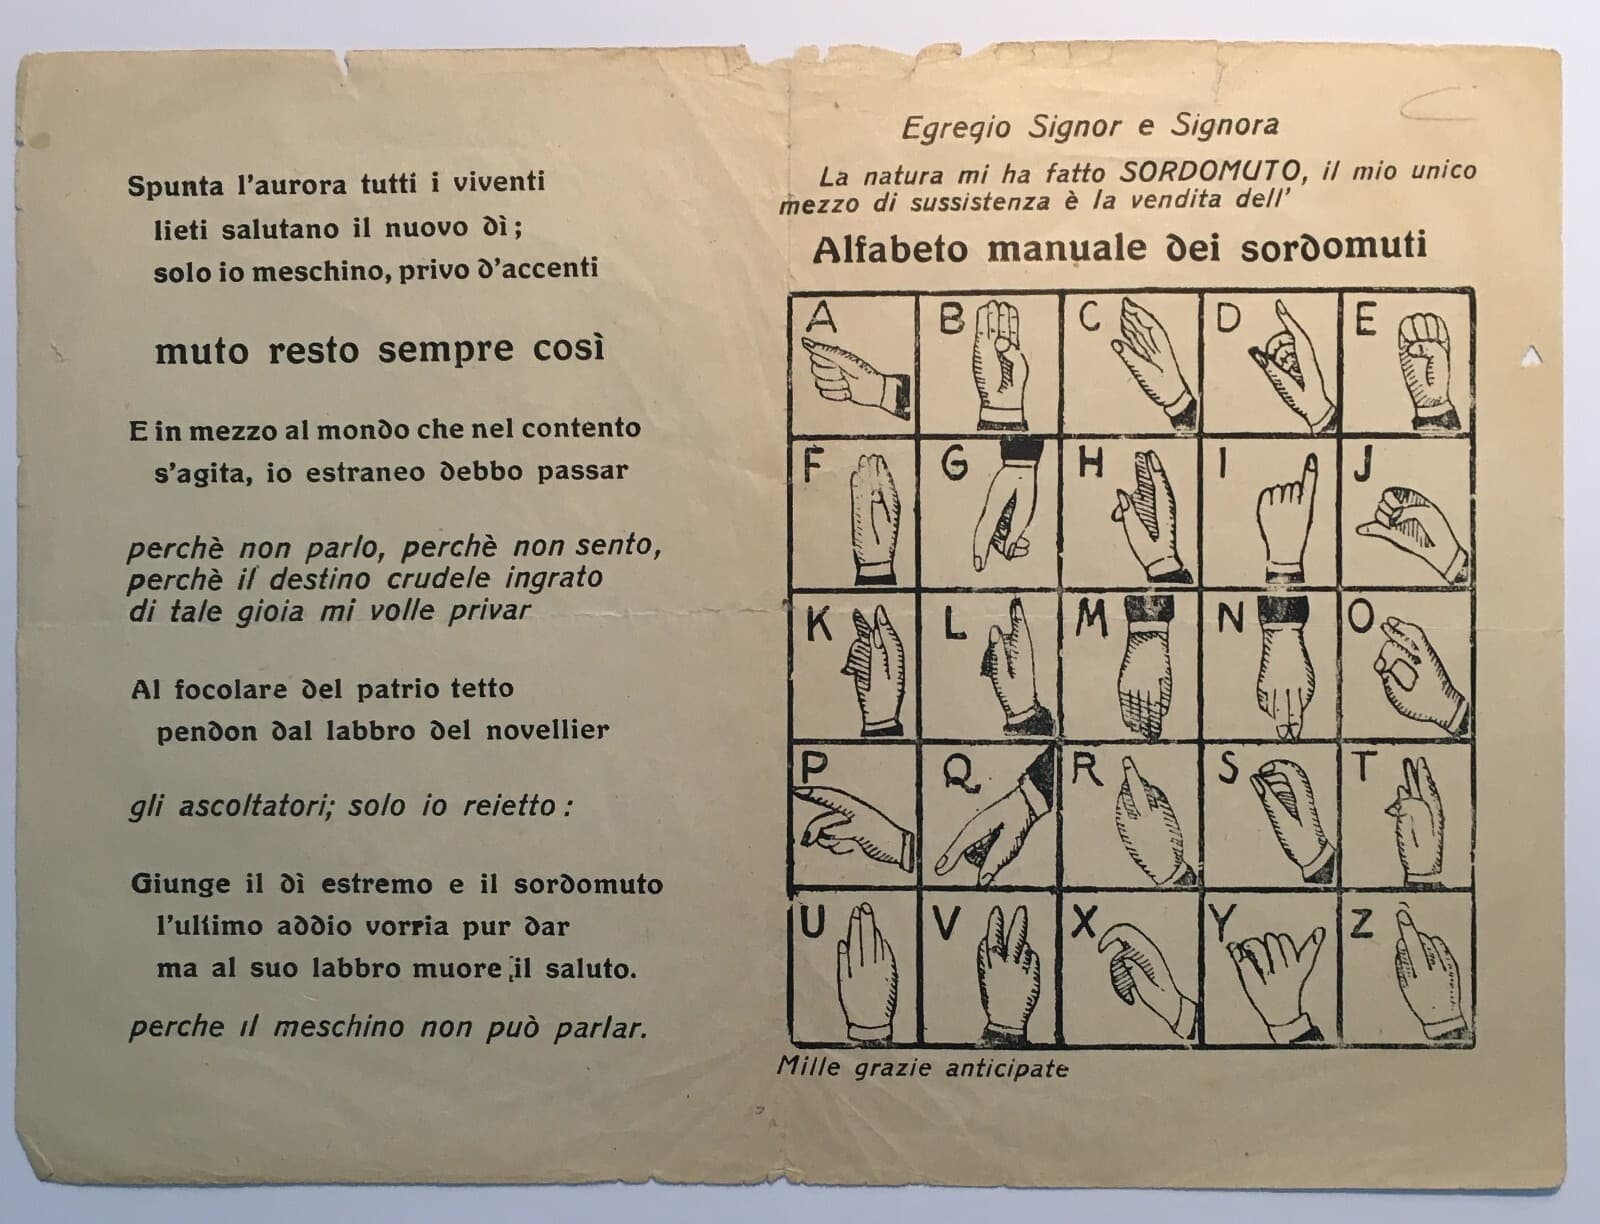 Spunta l'aurora tutti i viventi
lieti salutano il nuovo dì;
solo io meschino, privo d'accenti
muto resto sempre così
E in mezzo al mondo che nel contento
s'agita, io estraneo debbo passar
perchè non parlo, perchè non sento,
perchè il destino crudele ingrato
di tale gioia mi volle privar
Al focolare del patrio tetto
pendon dal labbro del novellier
gli ascoltatori; solo io reietto:
Giunge il dì estremo e il sordomuto
l'ultimo addio vorria pur dar
ma al suo labbro muore il saluto.
perche il meschino non può parlar.
Egregio Signor e Signora
La natura mi ha fatto SORDOMUTO, il mio unico
mezzo di sussistenza è la vendita dell'
Alfabeto manuale dei sordomuti
A B C D E
F G H I J
K L M N O
P Q R S T
U V X Y Z
Mille grazie anticipate